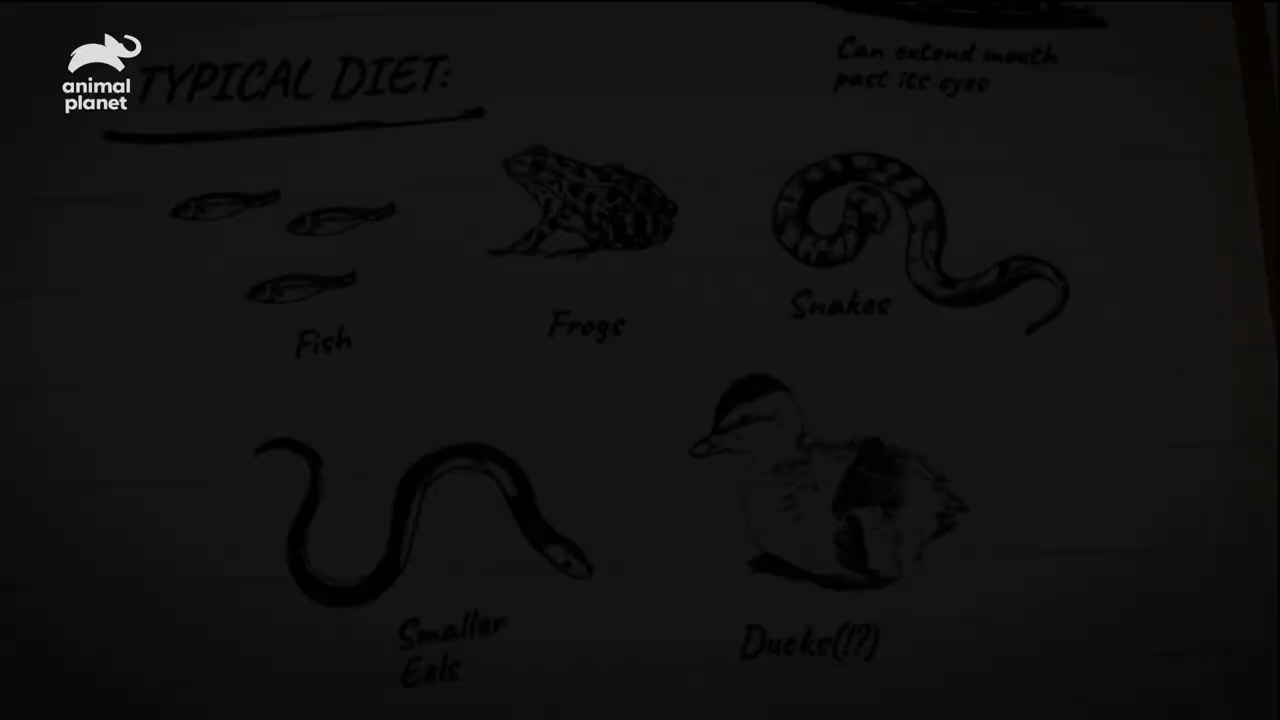 animal
planet
TYPICAL DIET:
Can extend mouth
past its eyes
Fish
Frogs
Snakes
Smaller
Eels
Ducks(!?)